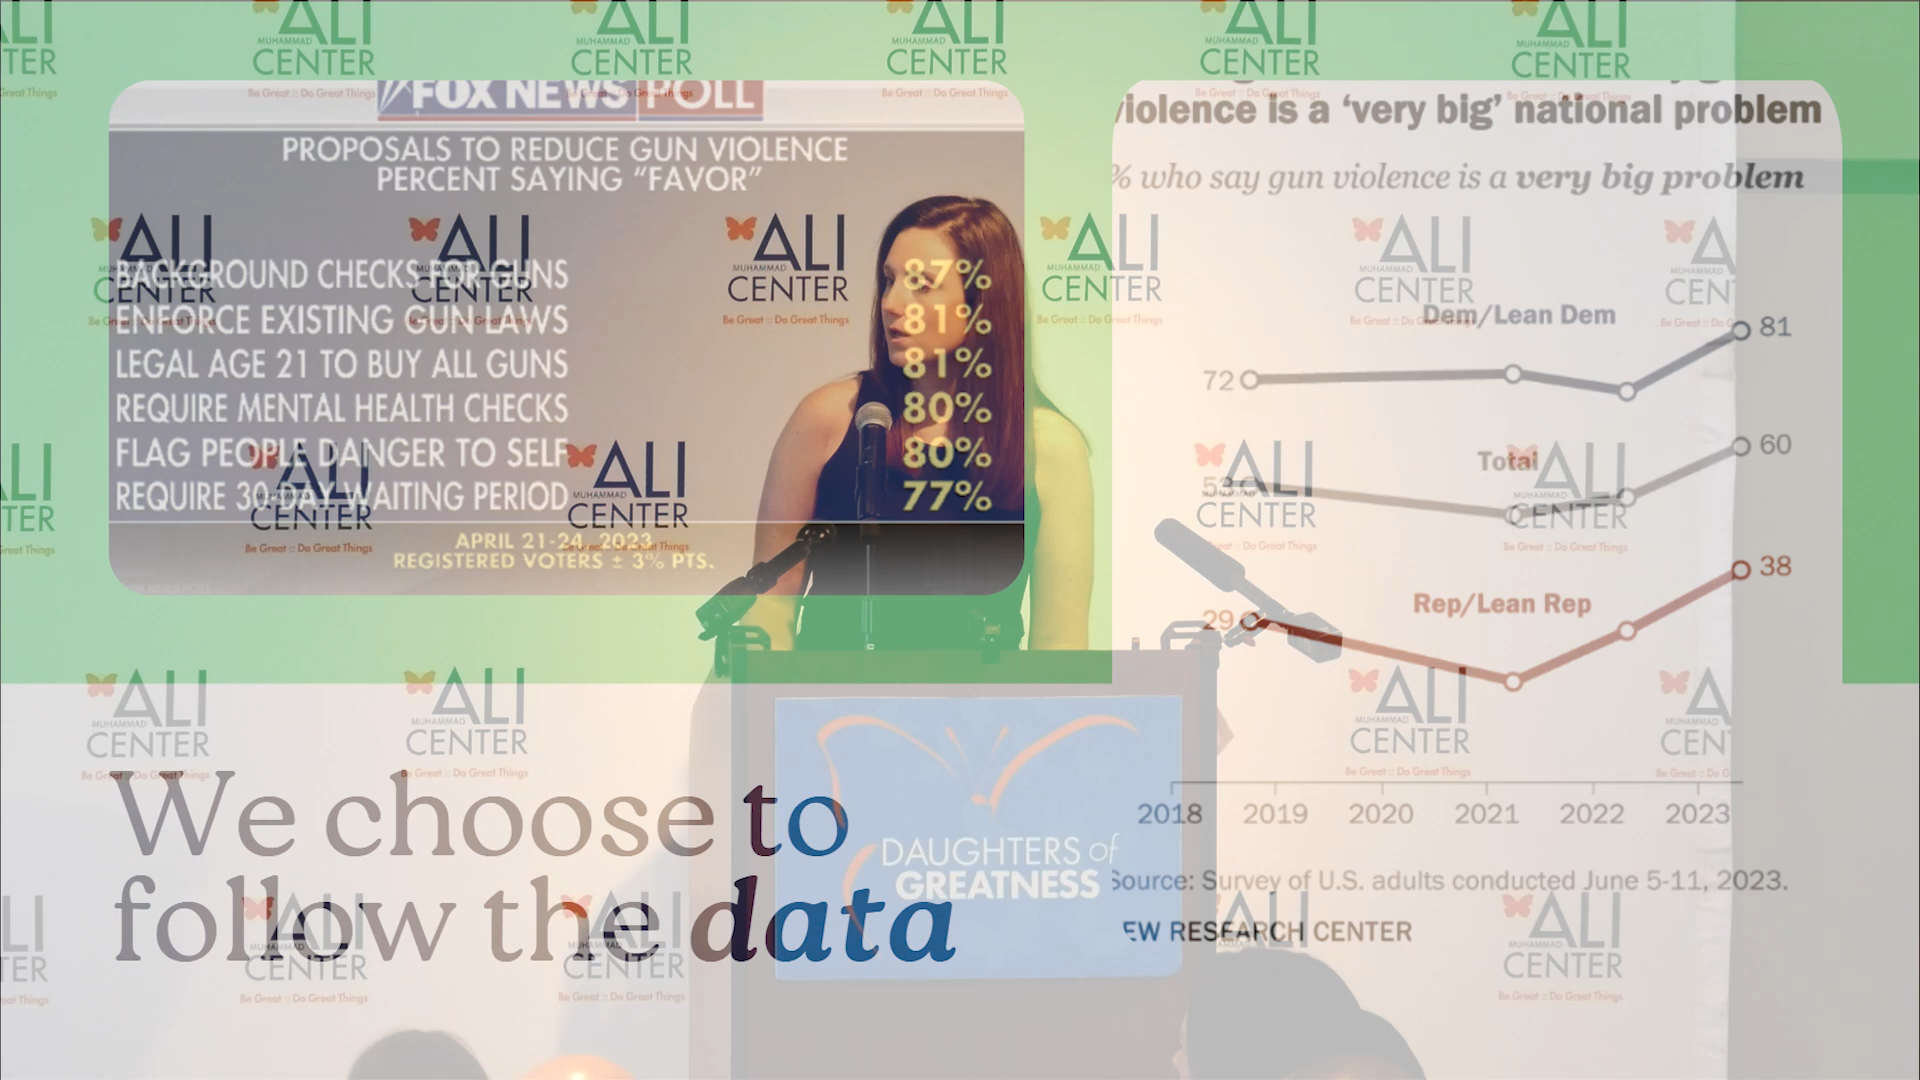 FOX NEWS POLL
PROPOSALS TO REDUCE GUN VIOLENCE
PERCENT SAYING “FAVOR”
BACKGROUND CHECKS FOR GUNS 87%
ENFORCE EXISTING GUN LAWS 81%
LEGAL AGE 21 TO BUY ALL GUNS 81%
REQUIRE MENTAL HEALTH CHECKS 80%
FLAG PEOPLE DANGER TO SELF 80%
REQUIRE 30-DAY WAITING PERIOD 77%
APRIL 21-24, 2023
REGISTERED VOTERS ± 3% PTS.
violence is a ‘very big’ national problem
% who say gun violence is a very big problem
Dem/Lean Dem
72
81
Total
60
Rep/Lean Rep
29
38
2018 2019 2020 2021 2022 2023
Source: Survey of U.S. adults conducted June 5-11, 2023.
EW RESEARCH CENTER
We choose to
follow the data
DAUGHTERS of
GREATNESS
MUHAMMAD
ALI
CENTER
Be Great :: Do Great Things